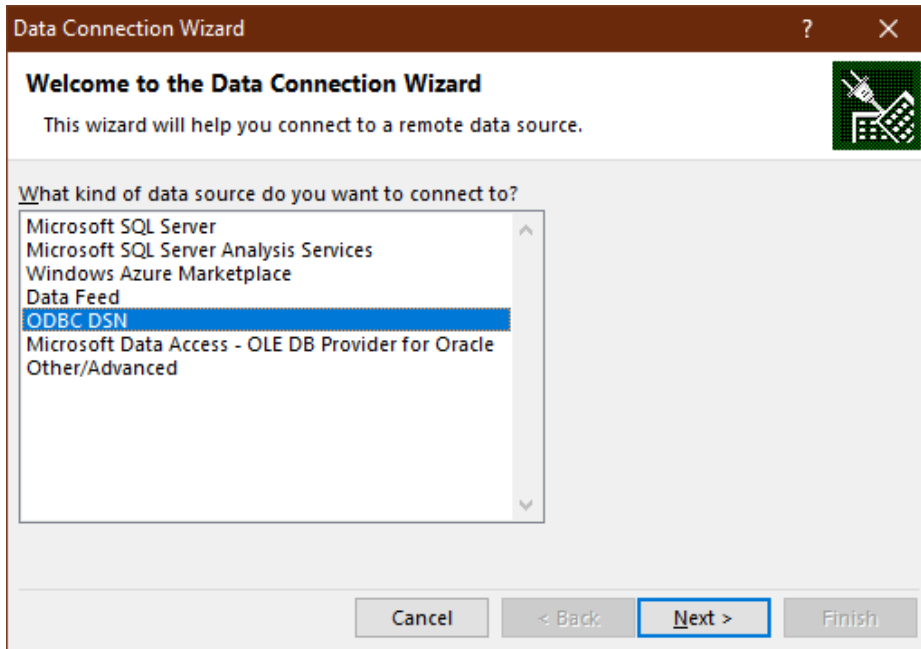 Data Connection Wizard ? ×
Welcome to the Data Connection Wizard
This wizard will help you connect to a remote data source.
What kind of data source do you want to connect to?
Microsoft SQL Server
Microsoft SQL Server Analysis Services
Windows Azure Marketplace
Data Feed
ODBC DSN
Microsoft Data Access - OLE DB Provider for Oracle
Other/Advanced
Cancel < Back Next > Finish